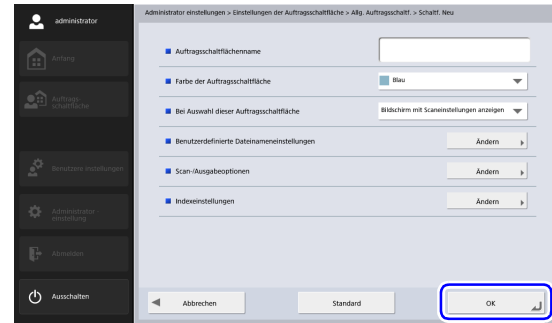 administrator
Administrator einstellungen > Einstellungen der Auftragsschaltfläche > Allg. Auftragsschaltf. > Schaltf. Neu
Anfang
Auftrags-
schaltfläche
Benutzers instellungen
Administrator-
einstellung
Abmelden
Ausschalten
Auftragsschaltflächenname
Farbe der Auftragsschaltfläche
Blau
Bei Auswahl dieser Auftragsschaltfläche
Bildschirm mit Scaneinstellungen anzeigen
Benutzerdefinierte Dateinameneinstellungen
Ändern
Scan-/Ausgabeoptionen
Ändern
Indexeinstellungen
Ändern
Abbrechen
Standard
OK